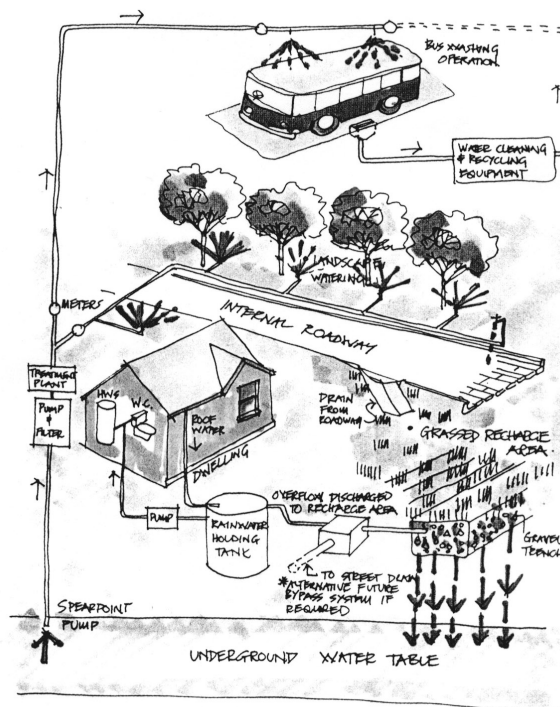 BUS WASHING
OPERATION
WATER CLEANING
& RECYCLING
EQUIPMENT
LANDSCAPE
WATERING
METERS
INTERNAL ROADWAY
TREATMENT
PLANT
PUMP
&
FILTER
HWS
W.C.
ROOF
WATER
DWELLING
DRAIN
FROM
ROADWAY
GRASSED RECHARGE
AREA.
PUMP
RAINWATER
HOLDING
TANK
OVERFLOW DISCHARGED
TO RECHARGE AREA
GRAVEL
TRENCH
TO STREET DRAIN
*ALTERNATIVE FUTURE
BYPASS SYSTEM IF
REQUIRED
SPEARPOINT
PUMP
UNDERGROUND WATER TABLE